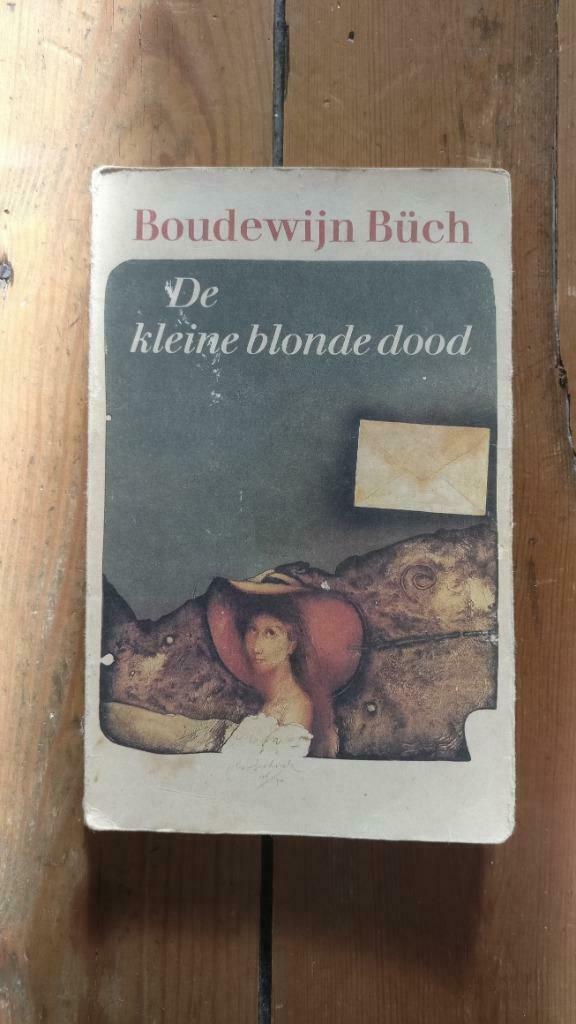 Boudewijn Büch
De
kleine blonde dood